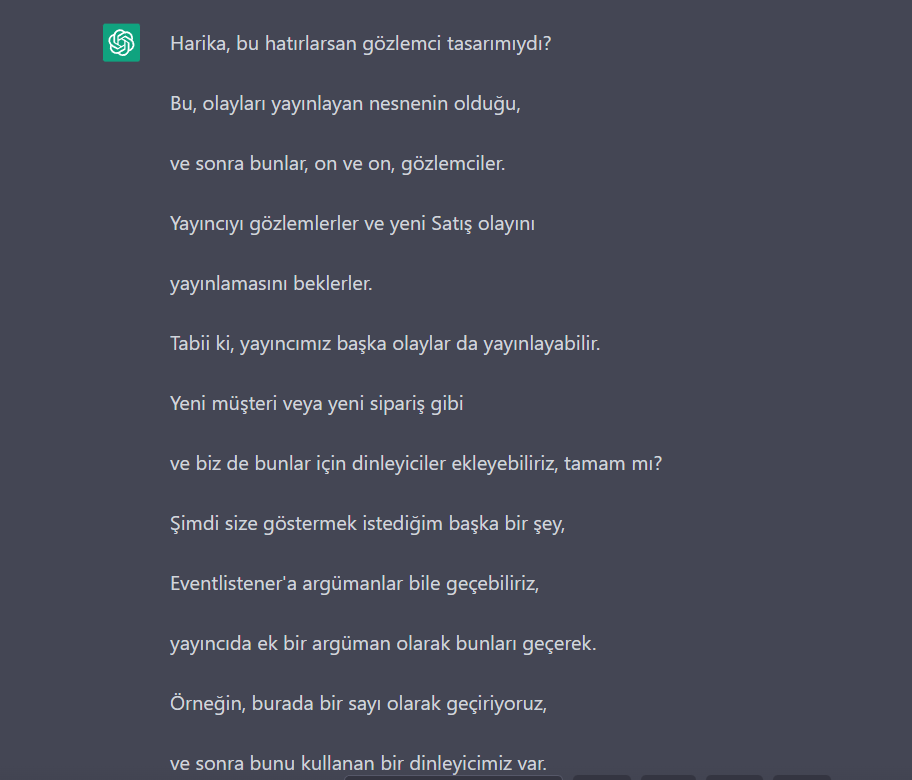 Harika, bu hatırlarsan gözlemci tasarımıydı?
Bu, olayları yayınlayan nesnenin olduğu,
ve sonra bunlar, on ve on, gözlemciler.
Yayıncıyı gözlemlerler ve yeni Satış olayını
yayınlamasını beklerler.
Tabii ki, yayıncımız başka olaylar da yayınlayabilir.
Yeni müşteri veya yeni sipariş gibi
ve biz de bunlar için dinleyiciler ekleyebiliriz, tamam mı?
Şimdi size göstermek istediğim başka bir şey,
Eventlistener'a argümanlar bile geçebiliriz,
yayıncıda ek bir argüman olarak bunları geçerek.
Örneğin, burada bir sayı olarak geçiriyoruz,
ve sonra bunu kullanan bir dinleyicimiz var.